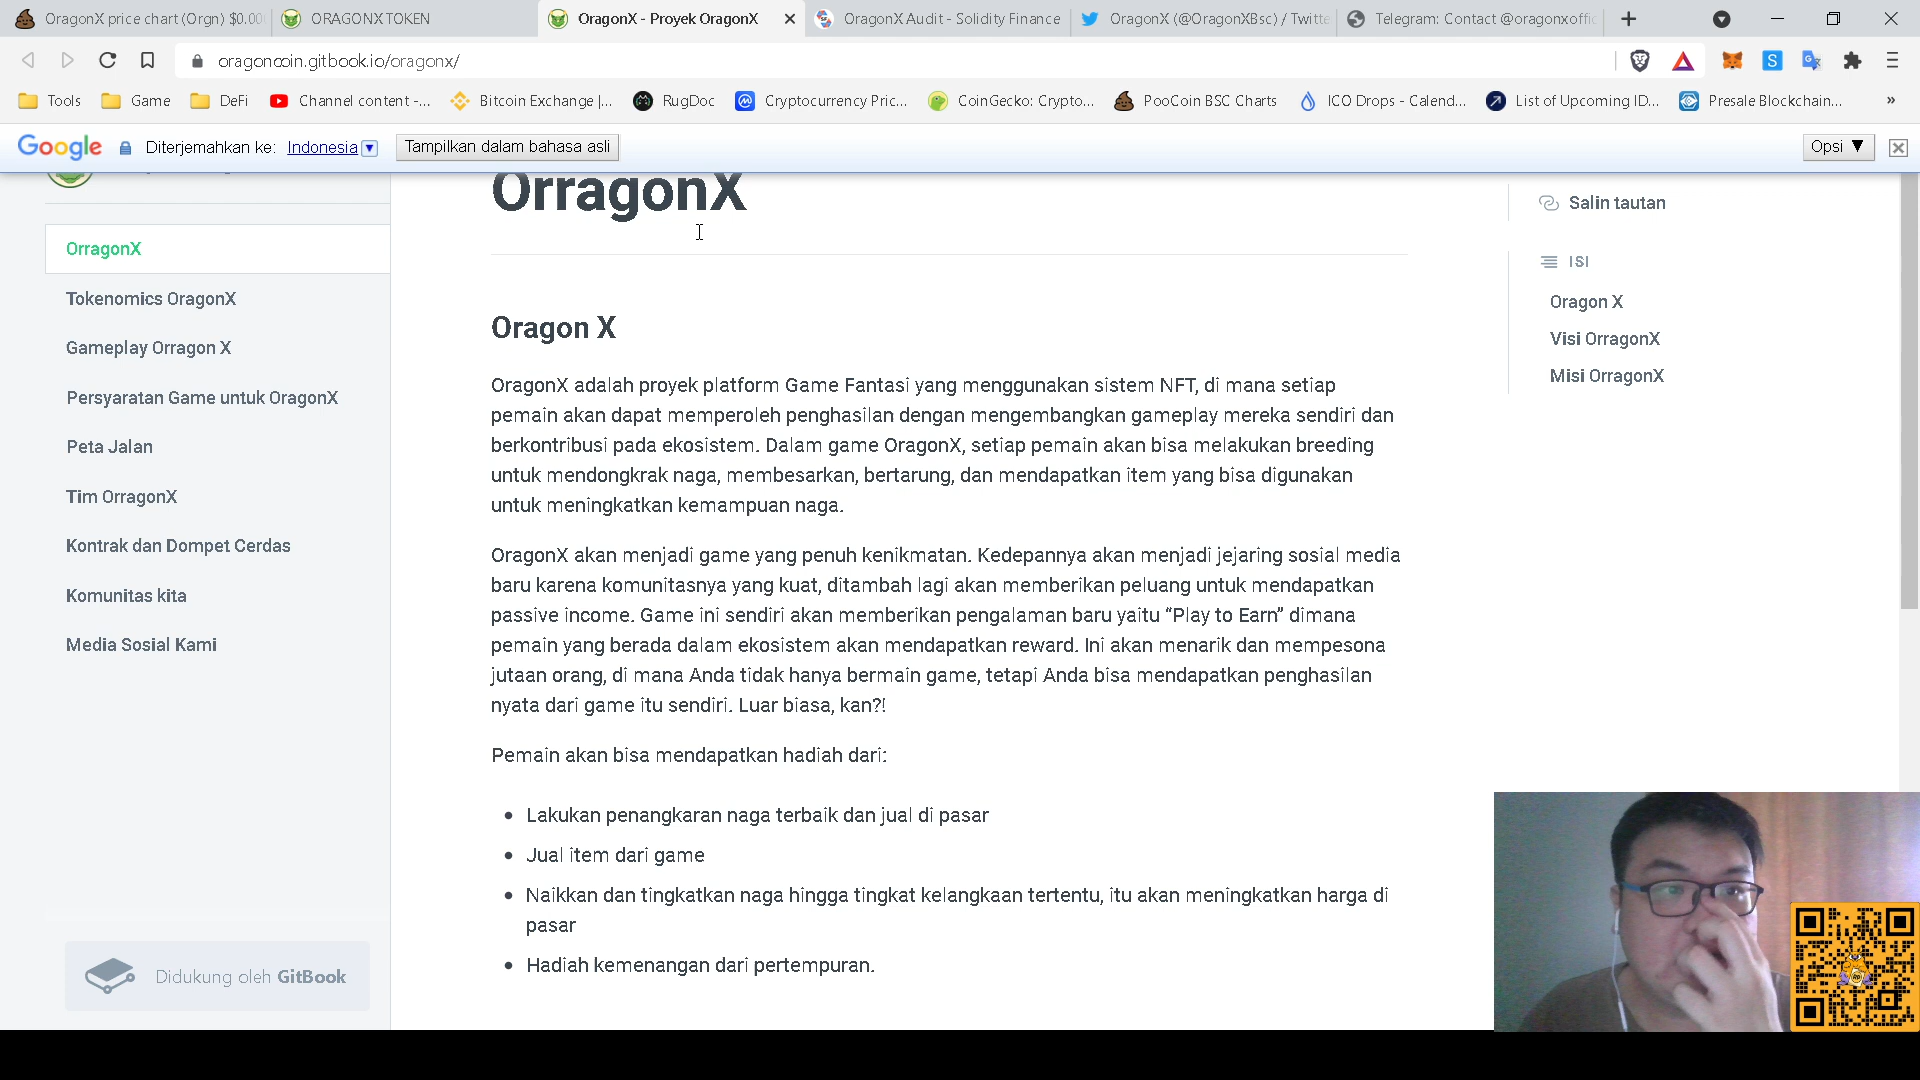 OragonX price chart (Orgn) $0.00
ORAGONX TOKEN
OragonX - Proyek OragonX
OragonX Audit - Solidity Finance
OragonX (@OragonXBsc) / Twitte
Telegram: Contact @oragonxoffic
oragoncoin.gitbook.io/oragonx/
Tools
Game
DeFi
Channel content -...
Bitcoin Exchange |...
RugDoc
Cryptocurrency Pric...
CoinGecko: Crypto...
PooCoin BSC Charts
ICO Drops - Calend...
List of Upcoming ID...
Presale Blockchain...
»
Google
Diterjemahkan ke: Indonesia
Tampilkan dalam bahasa asli
Opsi ▼
OrragonX
Tokenomics OragonX
Gameplay Orragon X
Persyaratan Game untuk OragonX
Peta Jalan
Tim OrragonX
Kontrak dan Dompet Cerdas
Komunitas kita
Media Sosial Kami
Didukung oleh GitBook
OrragonX
Oragon X
OragonX adalah proyek platform Game Fantasi yang menggunakan sistem NFT, di mana setiap
pemain akan dapat memperoleh penghasilan dengan mengembangkan gameplay mereka sendiri dan
berkontribusi pada ekosistem. Dalam game OragonX, setiap pemain akan bisa melakukan breeding
untuk mendongkrak naga, membesarkan, bertarung, dan mendapatkan item yang bisa digunakan
untuk meningkatkan kemampuan naga.
OragonX akan menjadi game yang penuh kenikmatan. Kedepannya akan menjadi jejaring sosial media
baru karena komunitasnya yang kuat, ditambah lagi akan memberikan peluang untuk mendapatkan
passive income. Game ini sendiri akan memberikan pengalaman baru yaitu “Play to Earn” dimana
pemain yang berada dalam ekosistem akan mendapatkan reward. Ini akan menarik dan mempesona
jutaan orang, di mana Anda tidak hanya bermain game, tetapi Anda bisa mendapatkan penghasilan
nyata dari game itu sendiri. Luar biasa, kan?!
Pemain akan bisa mendapatkan hadiah dari:
• Lakukan penangkaran naga terbaik dan jual di pasar
• Jual item dari game
• Naikkan dan tingkatkan naga hingga tingkat kelangkaan tertentu, itu akan meningkatkan harga di
pasar
• Hadiah kemenangan dari pertempuran.
Salin tautan
ISI
Oragon X
Visi OrragonX
Misi OrragonX